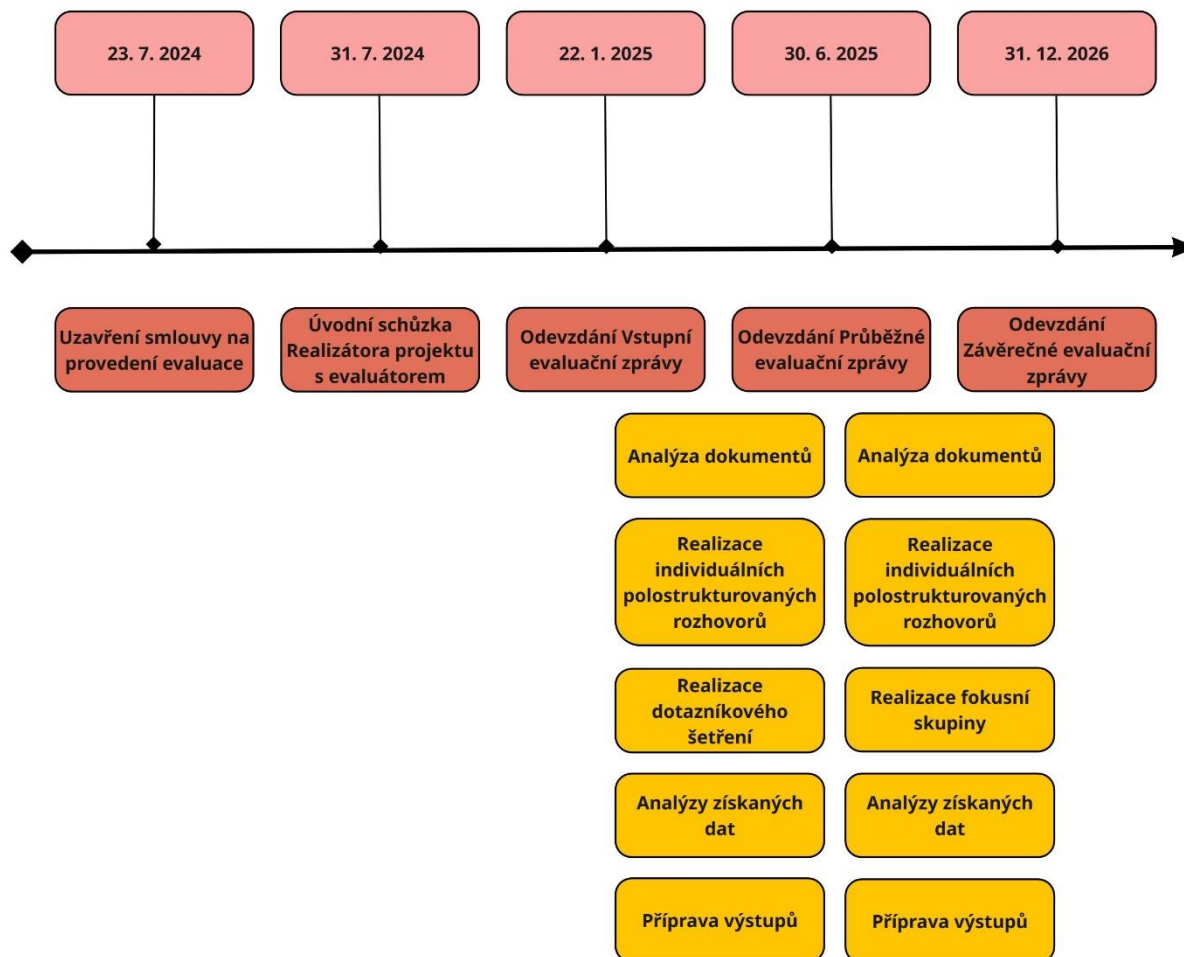 23. 7. 2024
31. 7. 2024
22. 1. 2025
30. 6. 2025
31. 12. 2026
Uzavření smlouvy na
provedení evaluace
Úvodní schůzka
Realizátora projektu
s evaluátorem
Odevzdání Vstupní
evaluační zprávy
Odevzdání Průběžné
evaluační zprávy
Odevzdání
Závěrečné evaluační
zprávy
Analýza dokumentů
Analýza dokumentů
Realizace
individuálních
polostrukturovaných
rozhovorů
Realizace
individuálních
polostrukturovaných
rozhovorů
Realizace
dotazníkového
šetření
Realizace fokusní
skupiny
Analýzy získaných
dat
Analýzy získaných
dat
Příprava výstupů
Příprava výstupů